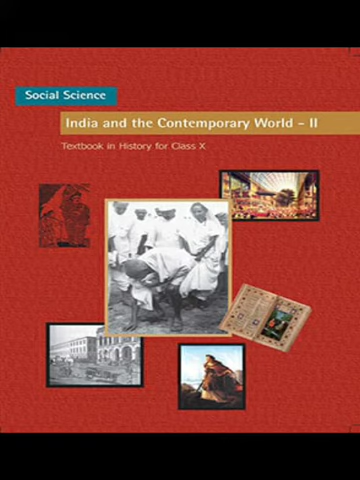 Social Science
India and the Contemporary World – II
Textbook in History for Class X